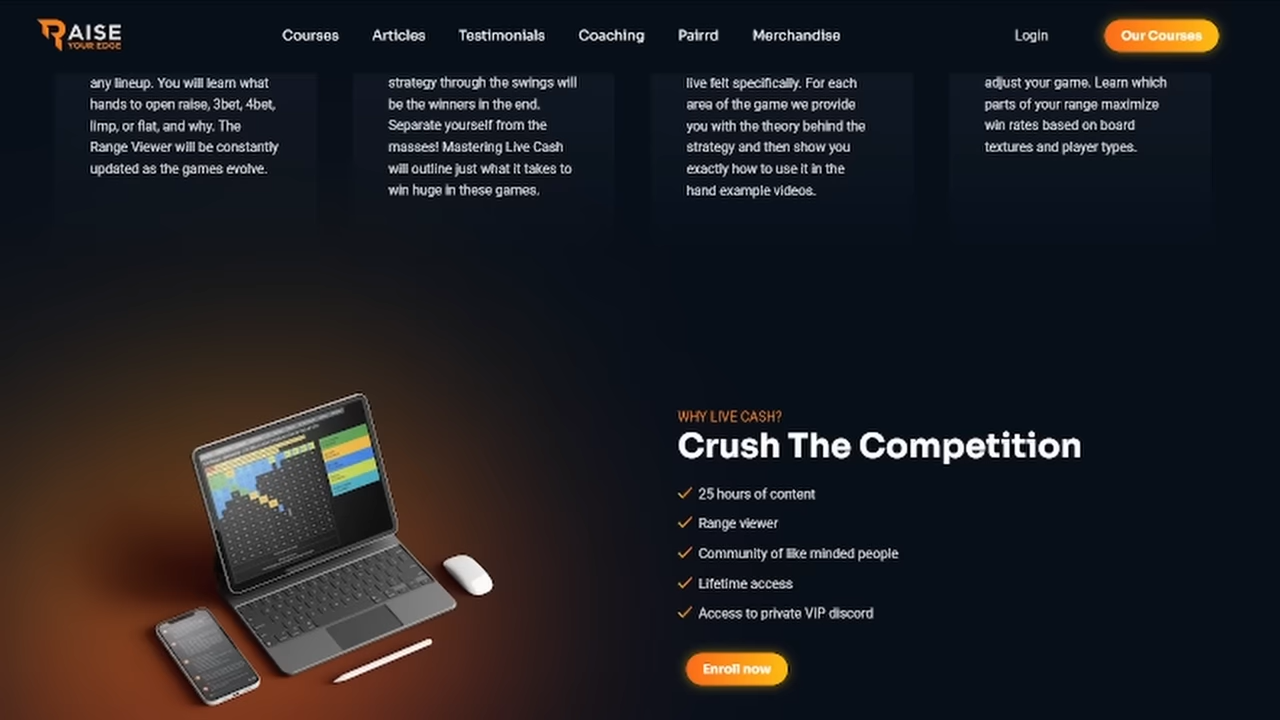 RAISE
YOUR EDGE
Courses
Articles
Testimonials
Coaching
Pairrd
Merchandise
Login
Our Courses
any lineup. You will learn what
hands to open raise, 3bet, 4bet,
limp, or flat, and why. The
Range Viewer will be constantly
updated as the games evolve.
strategy through the swings will
be the winners in the end.
Separate yourself from the
masses! Mastering Live Cash
will outline just what it takes to
win huge in these games.
live felt specifically. For each
area of the game we provide
you with the theory behind the
strategy and then show you
exactly how to use it in the
hand example videos.
adjust your game. Learn which
parts of your range maximize
win rates based on board
textures and player types.
WHY LIVE CASH?
Crush The Competition
25 hours of content
Range viewer
Community of like minded people
Lifetime access
Access to private VIP discord
Enroll now